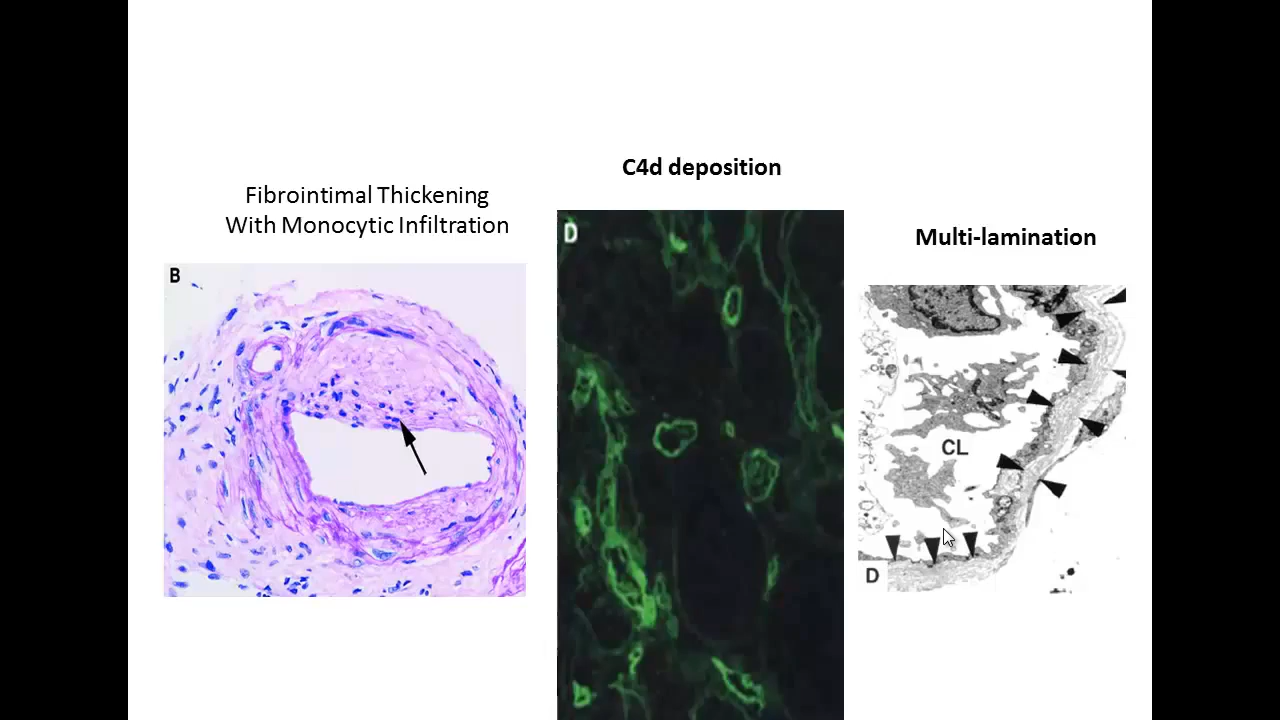 Fibrointimal Thickening
With Monocytic Infiltration
B
C4d deposition
D
Multi-lamination
CL
D